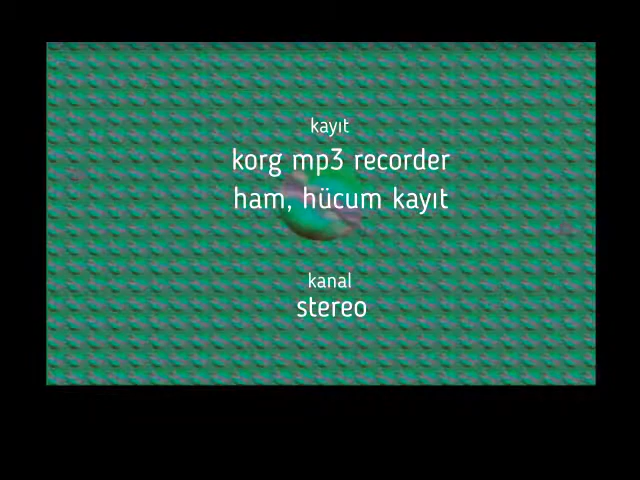 kayıt
korg mp3 recorder
ham, hücum kayıt
kanal
stereo